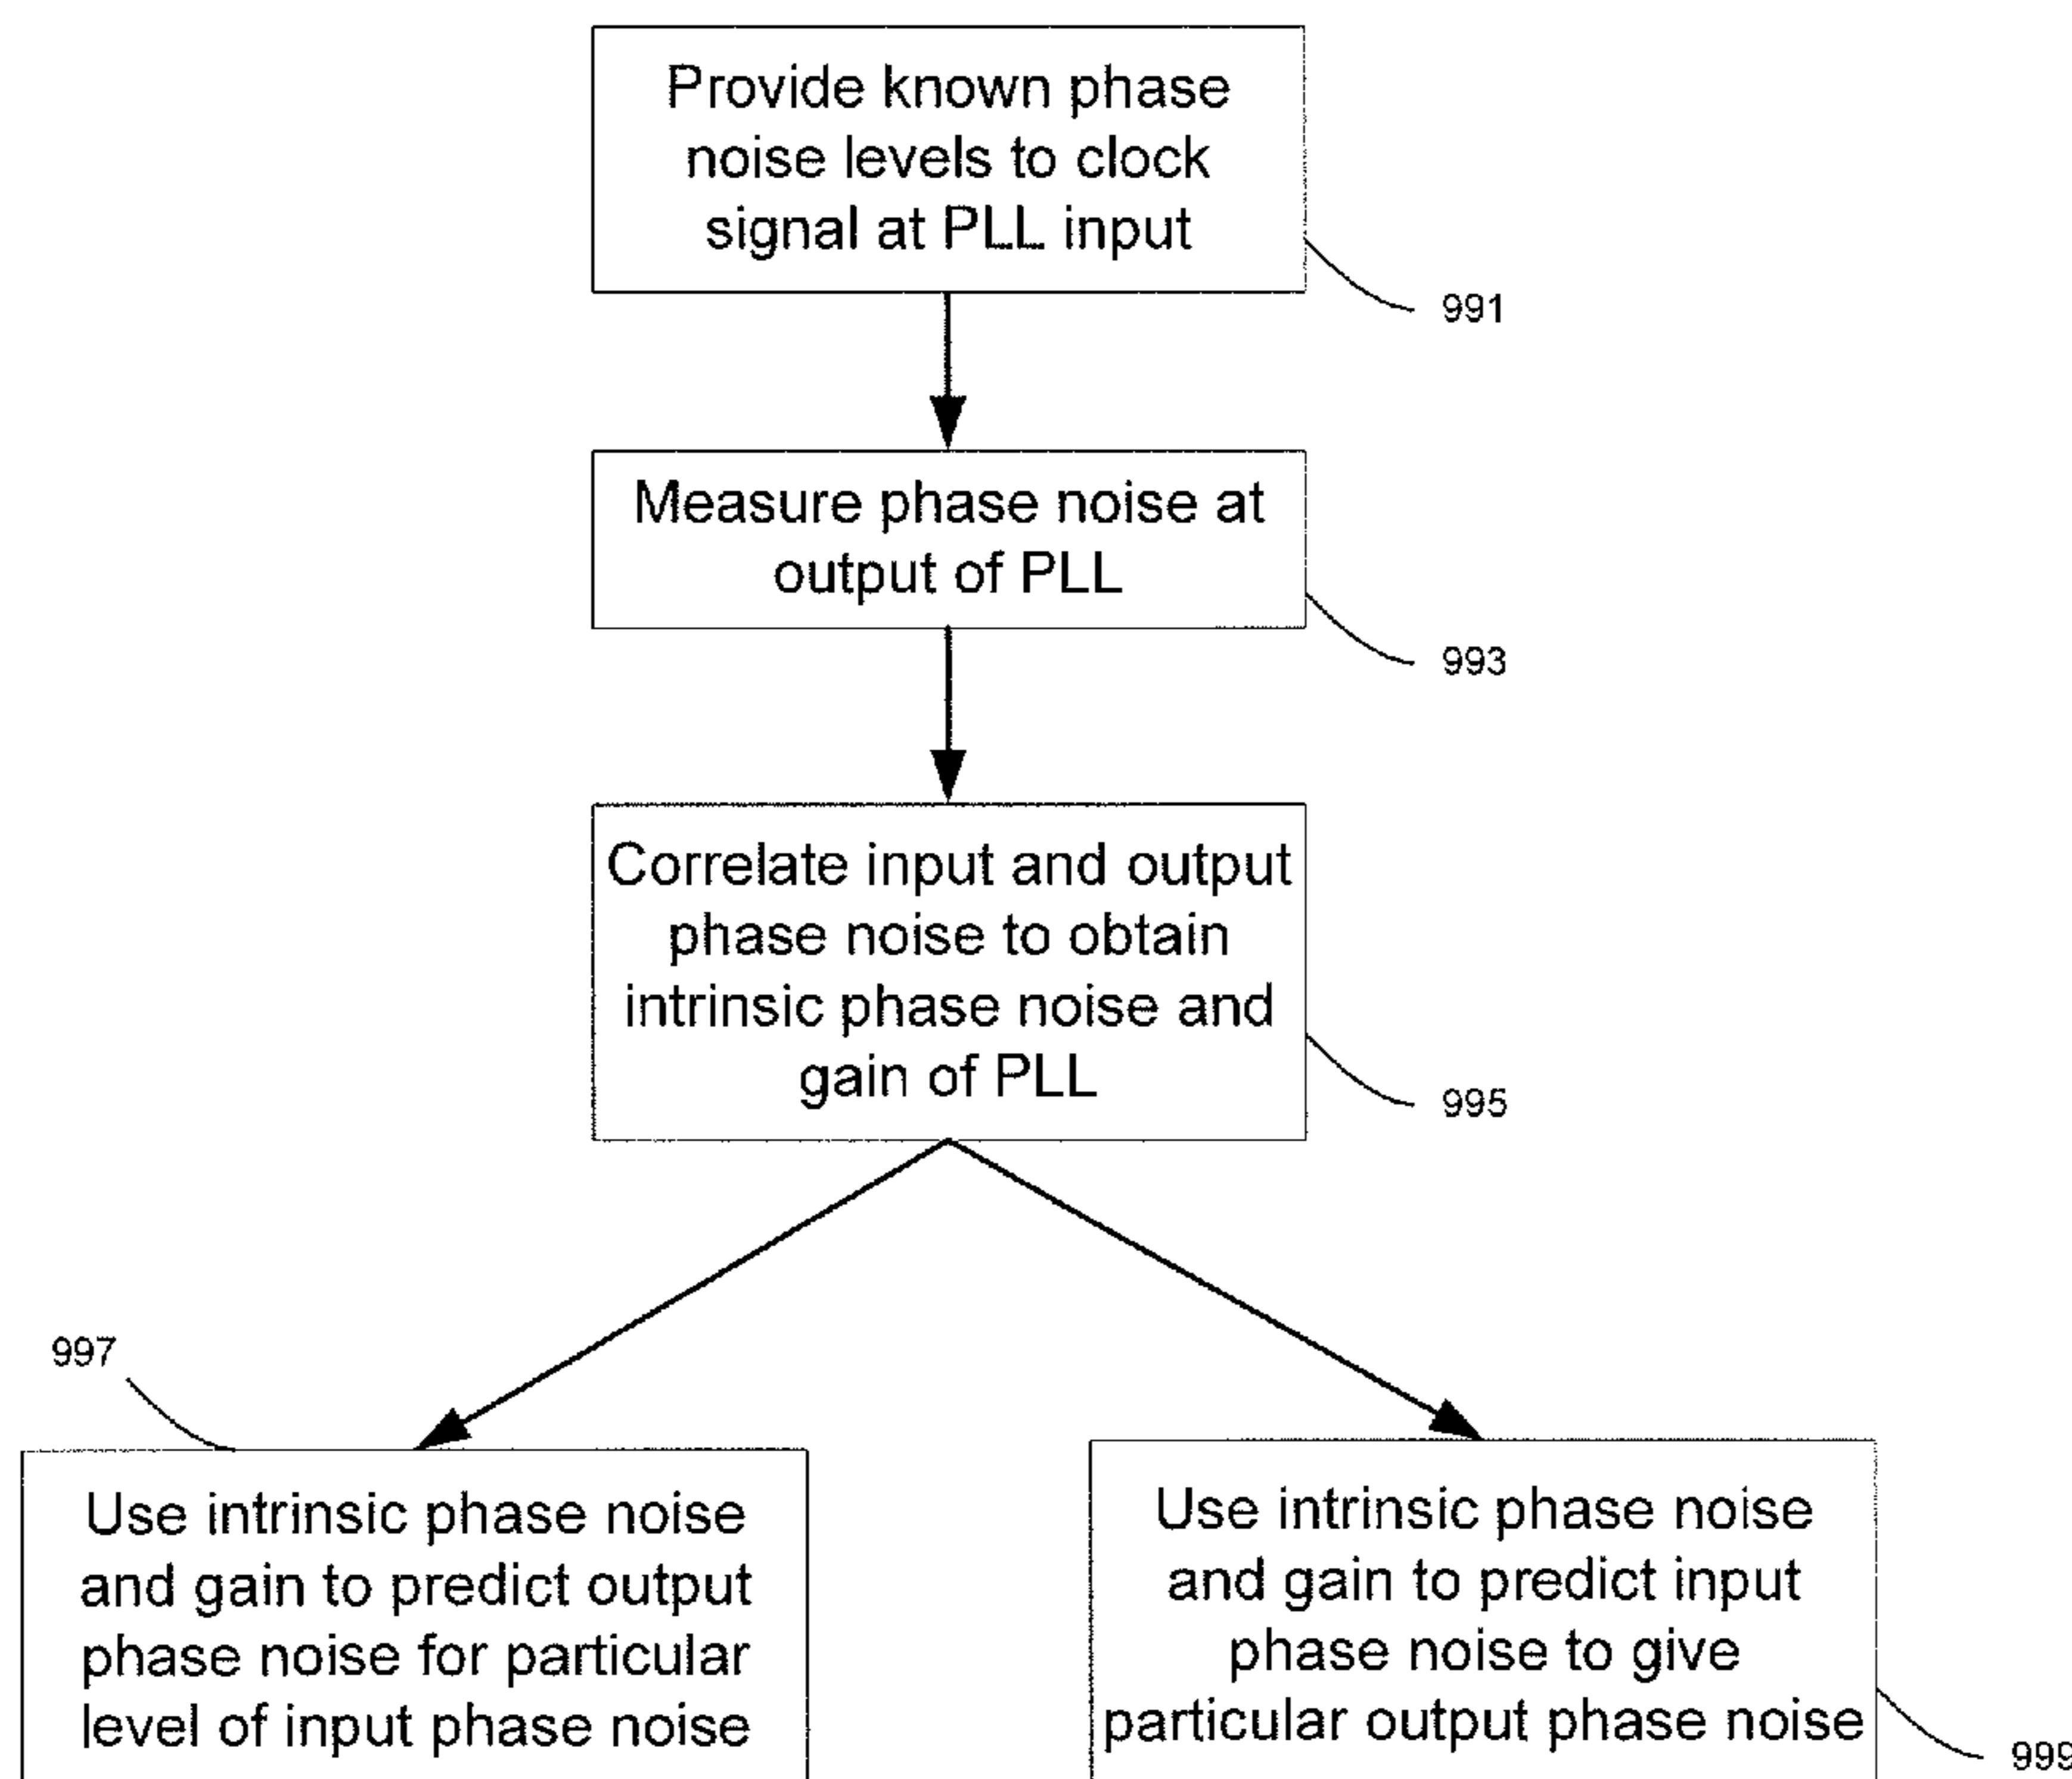 Provide known phase
noise levels to clock
signal at PLL input
991
Measure phase noise at
output of PLL
993
Correlate input and output
phase noise to obtain
intrinsic phase noise and
gain of PLL
995
997
Use intrinsic phase noise
and gain to predict output
phase noise for particular
level of input phase noise
Use intrinsic phase noise
and gain to predict input
phase noise to give
particular output phase noise
999